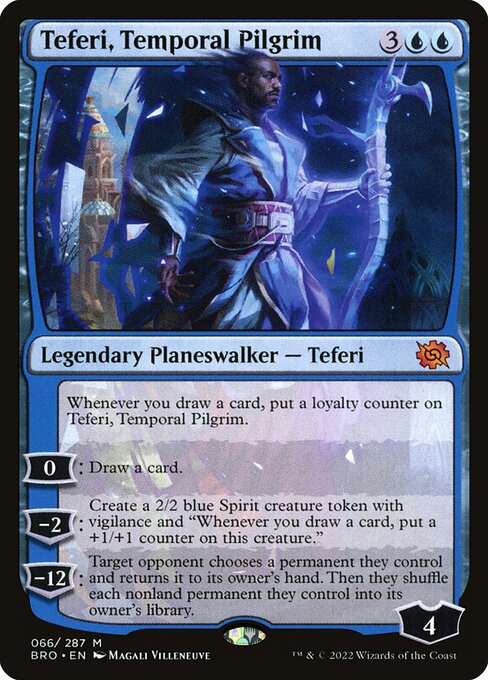 Teferi, Temporal Pilgrim 3
Legendary Planeswalker — Teferi
Whenever you draw a card, put a loyalty counter on
Teferi, Temporal Pilgrim.
0 : Draw a card.
Create a 2/2 blue Spirit creature token with
−2 : vigilance and “Whenever you draw a card, put a
+1/+1 counter on this creature.”
Target opponent chooses a permanent they control
−12 : and returns it to its owner's hand. Then they shuffle
each nonland permanent they control into its
owner's library.
4
066/ 287 M
BRO • EN Magali Villeneuve
™ & © 2022 Wizards of the Coast